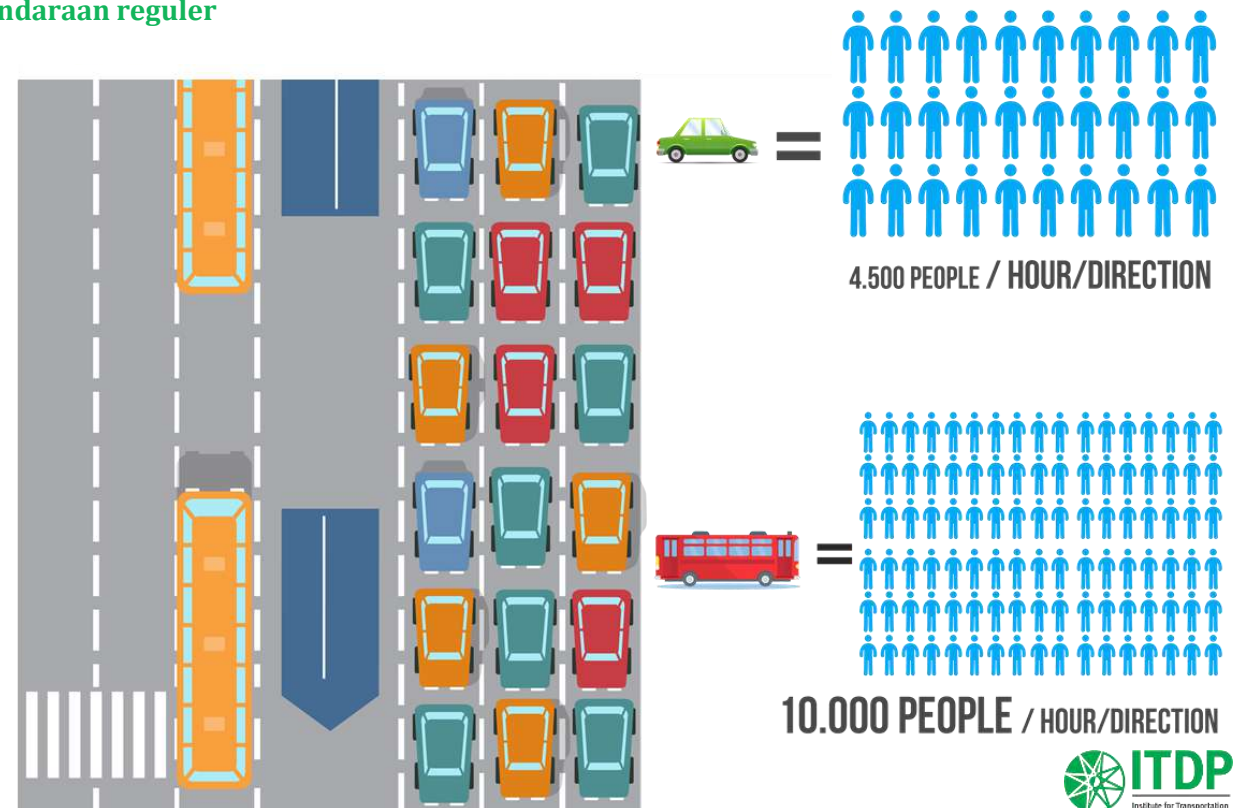 ndaraan reguler
=
4.500 PEOPLE / HOUR/DIRECTION
=
10.000 PEOPLE / HOUR/DIRECTION
ITDP
Institute for Transportation